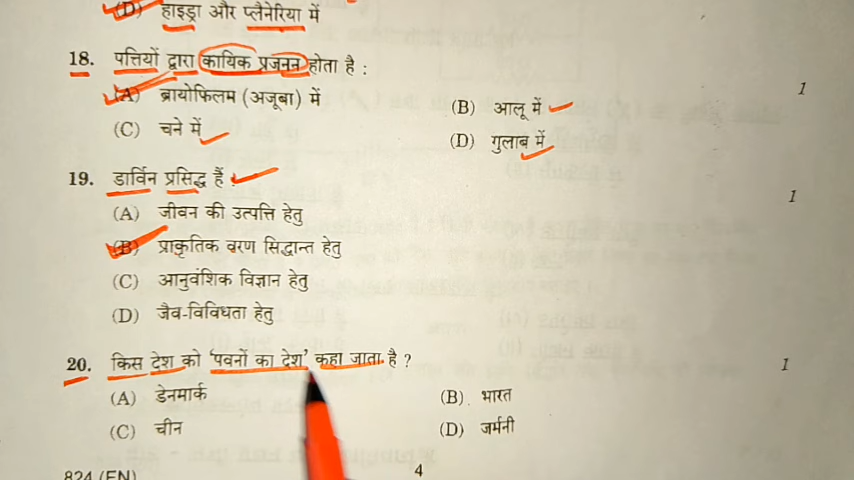 (D) हाइड्रा और प्लैनेरिया में
18. पत्तियों द्वारा कायिक प्रजनन होता है : 1
(A) ब्रायोफिलम (अजूबा) में (B) आलू में
(C) चने में (D) गुलाब में
19. डार्विन प्रसिद्ध हैं : 1
(A) जीवन की उत्पत्ति हेतु
(B) प्राकृतिक वरण सिद्धान्त हेतु
(C) आनुवंशिक विज्ञान हेतु
(D) जैव-विविधता हेतु
20. किस देश को 'पवनों का देश' कहा जाता है ? 1
(A) डेनमार्क (B) भारत
(C) चीन (D) जर्मनी
824 (FN) 4